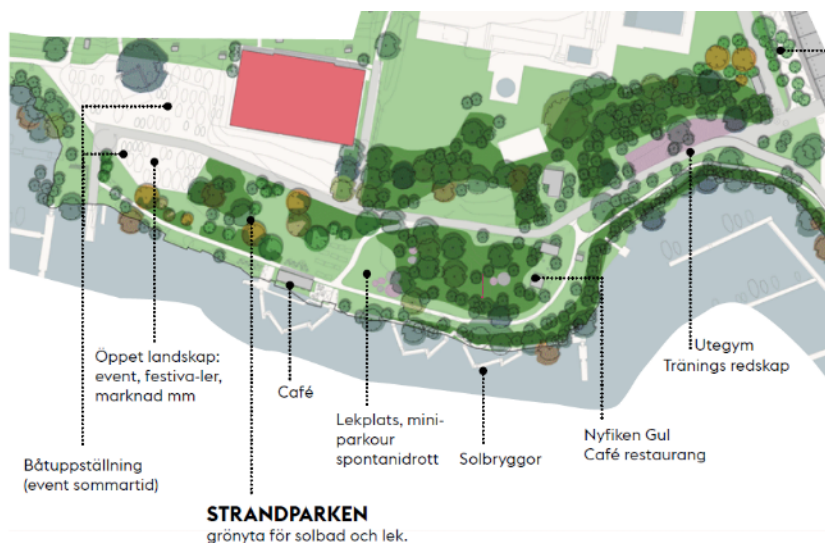 Öppet landskap:
event, festiva-ler,
marknad mm
Café
Lekplats, mini-
parkour
spontanidrott
Solbryggor
Utegym
Tränings redskap
Nyfiken Gul
Café restaurang
Båtuppställning
(event sommartid)
STRANDPARKEN
grönyta för solbad och lek.